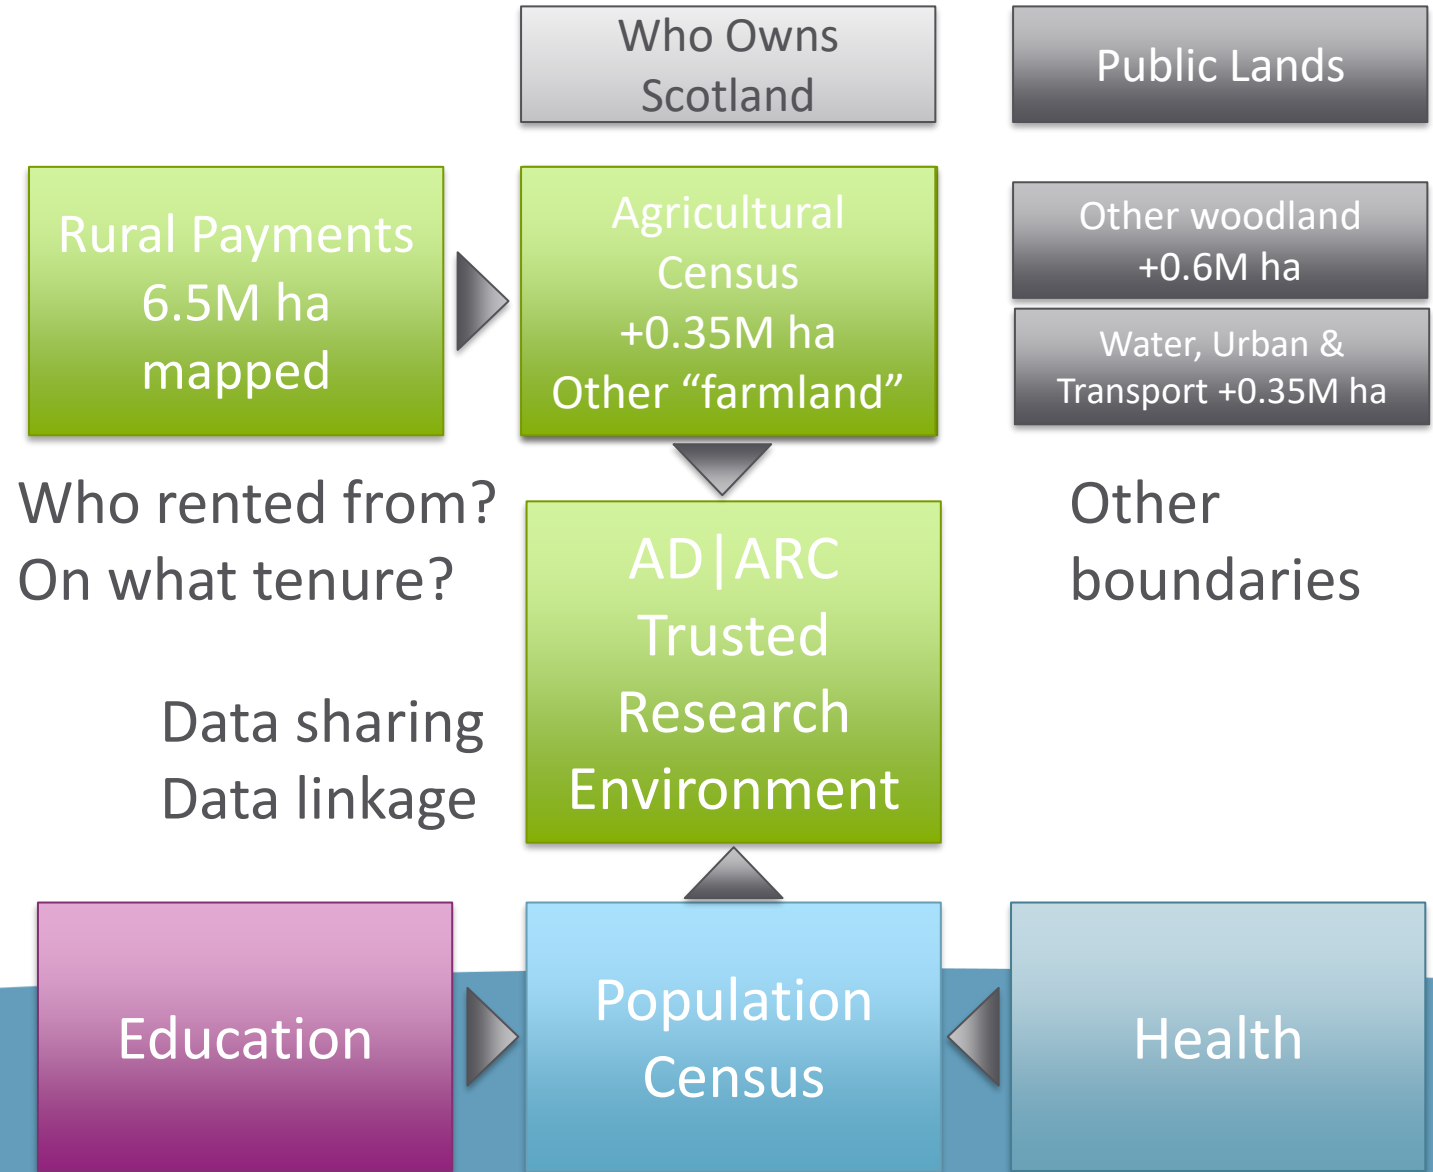 Who Owns
Scotland
Public Lands
Rural Payments
6.5M ha
mapped
Agricultural
Census
+0.35M ha
Other “farmland”
Other woodland
+0.6M ha
Water, Urban &
Transport +0.35M ha
Who rented from?
On what tenure?
Other
boundaries
AD|ARC
Trusted
Research
Environment
Data sharing
Data linkage
Education
Population
Census
Health